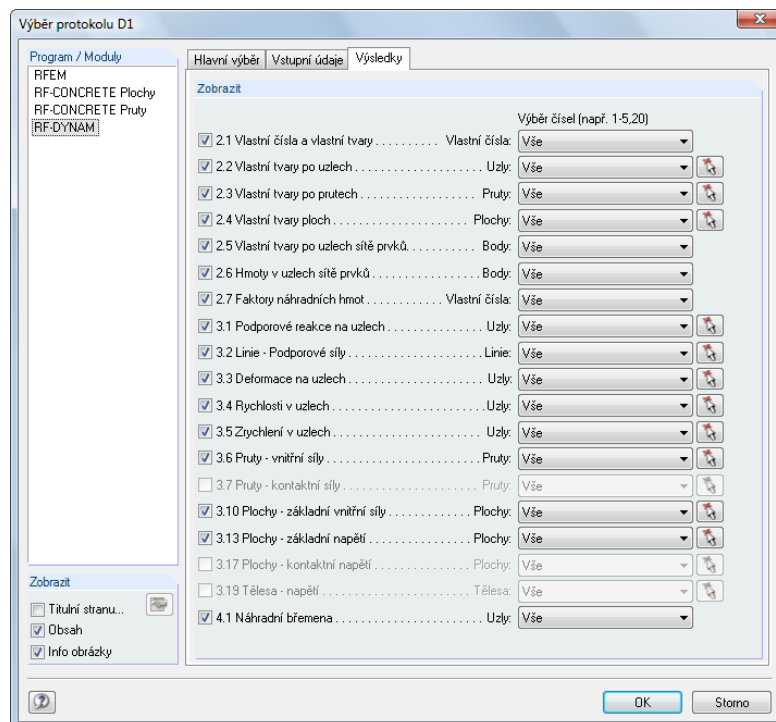 Výběr protokolu D1
Program / Moduly
RFEM
RF-CONCRETE Plochy
RF-CONCRETE Pruty
RF-DYNAM
Hlavní výběr Vstupní údaje Výsledky
Zobrazit
Výběr čísel (např. 1-5,20)
2.1 Vlastní čísla a vlastní tvary . . . . . . . . . . Vlastní čísla: Vše
2.2 Vlastní tvary po uzlech . . . . . . . . . . . . . . . . . . . . . Uzly: Vše
2.3 Vlastní tvary po prutech . . . . . . . . . . . . . . . . . . . Pruty: Vše
2.4 Vlastní tvary ploch . . . . . . . . . . . . . . . . . . . . . . Plochy: Vše
2.5 Vlastní tvary po uzlech sítě prvků. . . . . . . . . . . Body: Vše
2.6 Hmoty v uzlech sítě prvků . . . . . . . . . . . . . . . . Body: Vše
2.7 Faktory náhradních hmot . . . . . . . . . . . . Vlastní čísla: Vše
3.1 Podporové reakce na uzlech . . . . . . . . . . . . . . . Uzly: Vše
3.2 Linie - Podporové síly . . . . . . . . . . . . . . . . . . . . . Linie: Vše
3.3 Deformace na uzlech . . . . . . . . . . . . . . . . . . . . . Uzly: Vše
3.4 Rychlosti v uzlech . . . . . . . . . . . . . . . . . . . . . . . . Uzly: Vše
3.5 Zrychlení v uzlech . . . . . . . . . . . . . . . . . . . . . . . . Uzly: Vše
3.6 Pruty - vnitřní síly . . . . . . . . . . . . . . . . . . . . . . . . Pruty: Vše
3.7 Pruty - kontaktní síly . . . . . . . . . . . . . . . . . . . . . Pruty: Vše
3.10 Plochy - základní vnitřní síly . . . . . . . . . . . . Plochy: Vše
3.13 Plochy - základní napětí . . . . . . . . . . . . . . . Plochy: Vše
3.17 Plochy - kontaktní napětí . . . . . . . . . . . . . . Plochy: Vše
3.19 Tělesa - napětí . . . . . . . . . . . . . . . . . . . . . . . Tělesa: Vše
4.1 Náhradní břemena . . . . . . . . . . . . . . . . . . . . . . . Uzly: Vše
Zobrazit
Titulní stranu...
Obsah
Info obrázky
OK Storno